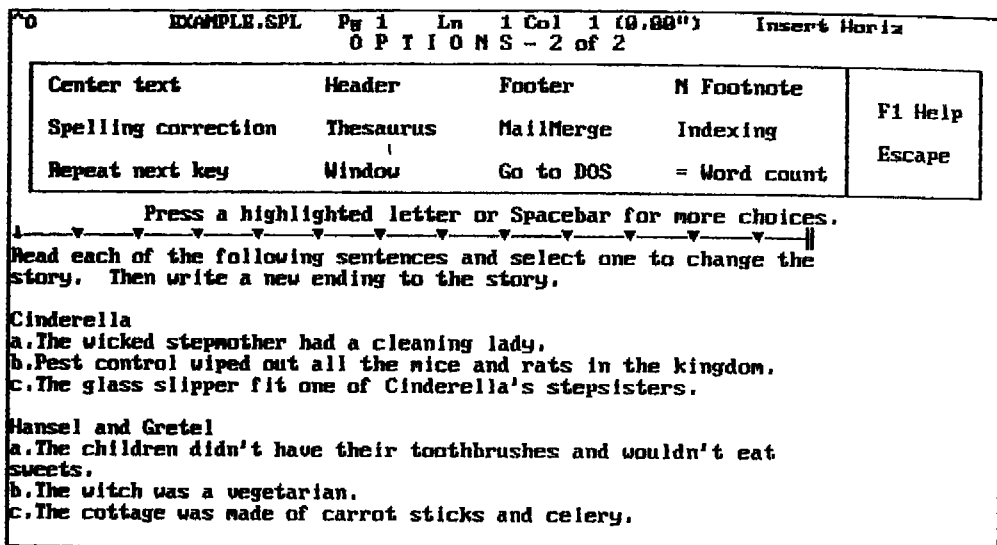 ^O EXAMPLE.SPL Pg 1 Ln 1 Col 1 (0.00") Insert Horiz
O P T I O N S - 2 of 2
Center text Header Footer N Footnote
F1 Help
Spelling correction Thesaurus MailMerge Indexing
Escape
Repeat next key Window Go to DOS = Word count
Press a highlighted letter or Spacebar for more choices.
Read each of the following sentences and select one to change the
story. Then write a new ending to the story.
Cinderella
a.The wicked stepmother had a cleaning lady.
b.Pest control wiped out all the mice and rats in the kingdom.
c.The glass slipper fit one of Cinderella's stepsisters.
Hansel and Gretel
a.The children didn't have their toothbrushes and wouldn't eat
sweets.
b.The witch was a vegetarian.
c.The cottage was made of carrot sticks and celery.